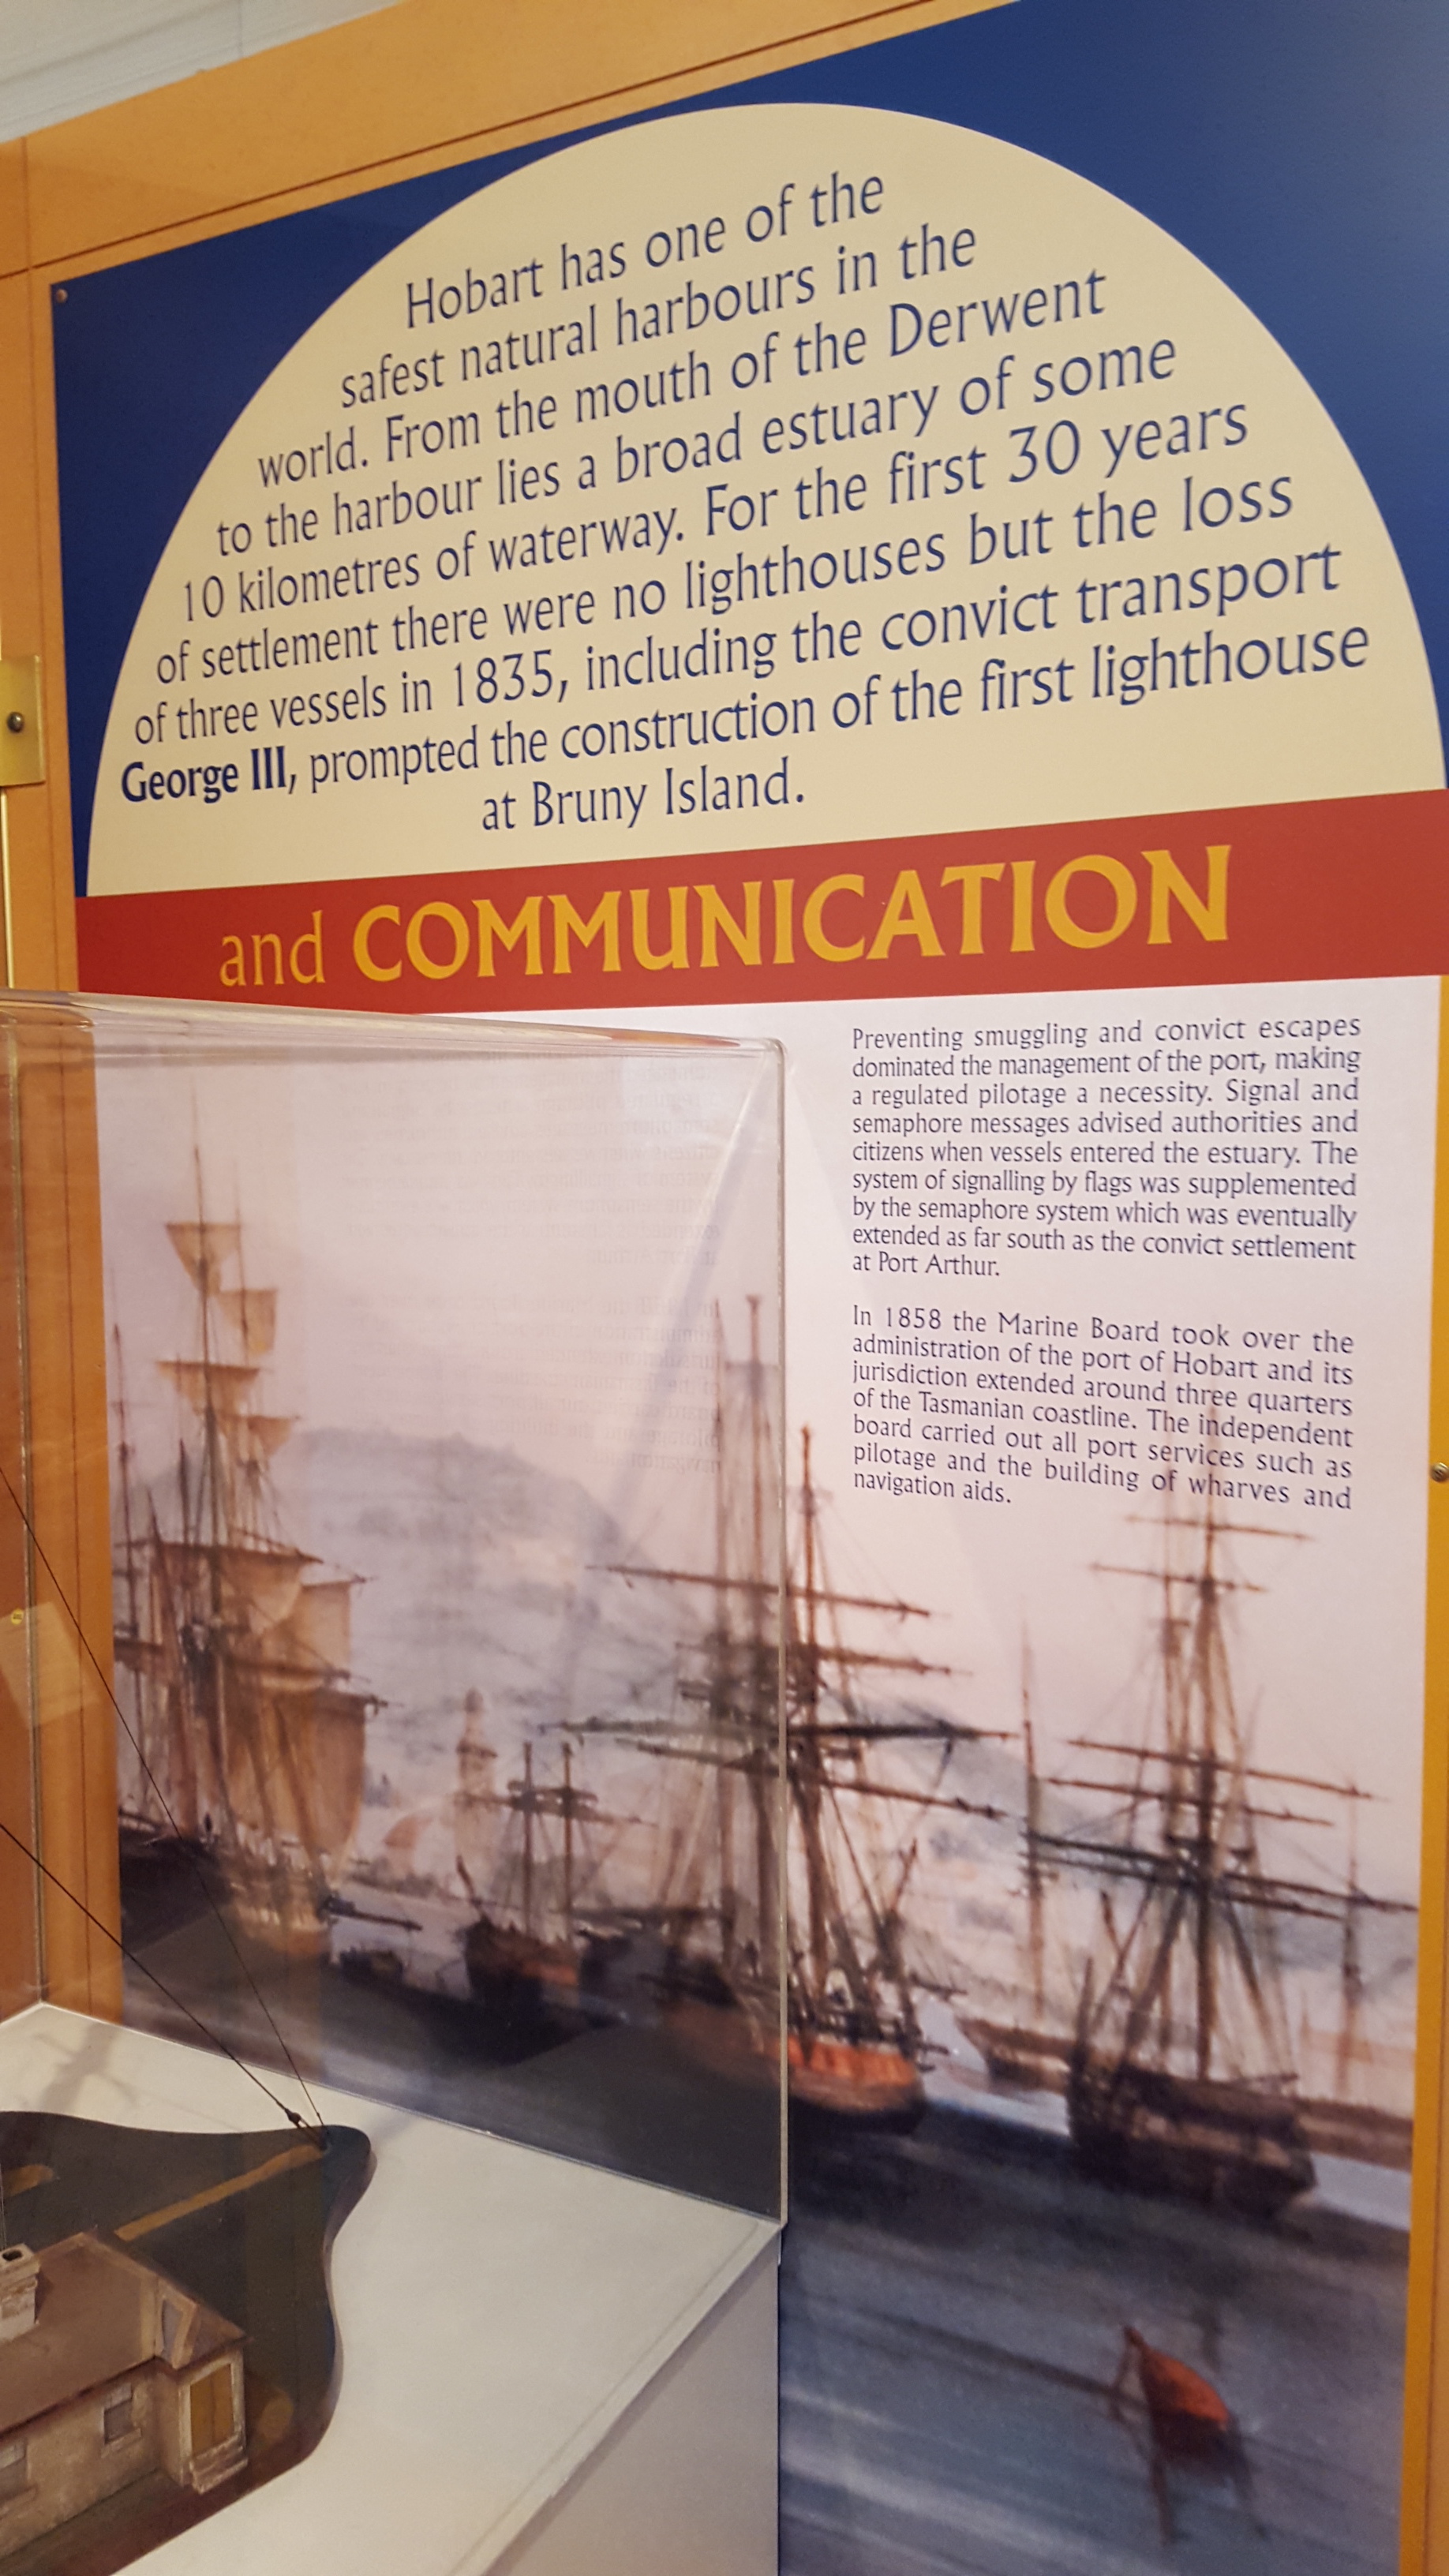 Hobart has one of the
safest natural harbours in the
world. From the mouth of the Derwent
to the harbour lies a broad estuary of some
10 kilometres of waterway. For the first 30 years
of settlement there were no lighthouses but the loss
of three vessels in 1835, including the convict transport
George III, prompted the construction of the first lighthouse
at Bruny Island.
and COMMUNICATION
Preventing smuggling and convict escapes
dominated the management of the port, making
a regulated pilotage a necessity. Signal and
semaphore messages advised authorities and
citizens when vessels entered the estuary. The
system of signalling by flags was supplemented
by the semaphore system which was eventually
extended as far south as the convict settlement
at Port Arthur.
In 1858 the Marine Board took over the
administration of the port of Hobart and its
jurisdiction extended around three quarters
of the Tasmanian coastline. The independent
board carried out all port services such as
pilotage and the building of wharves and
navigation aids.